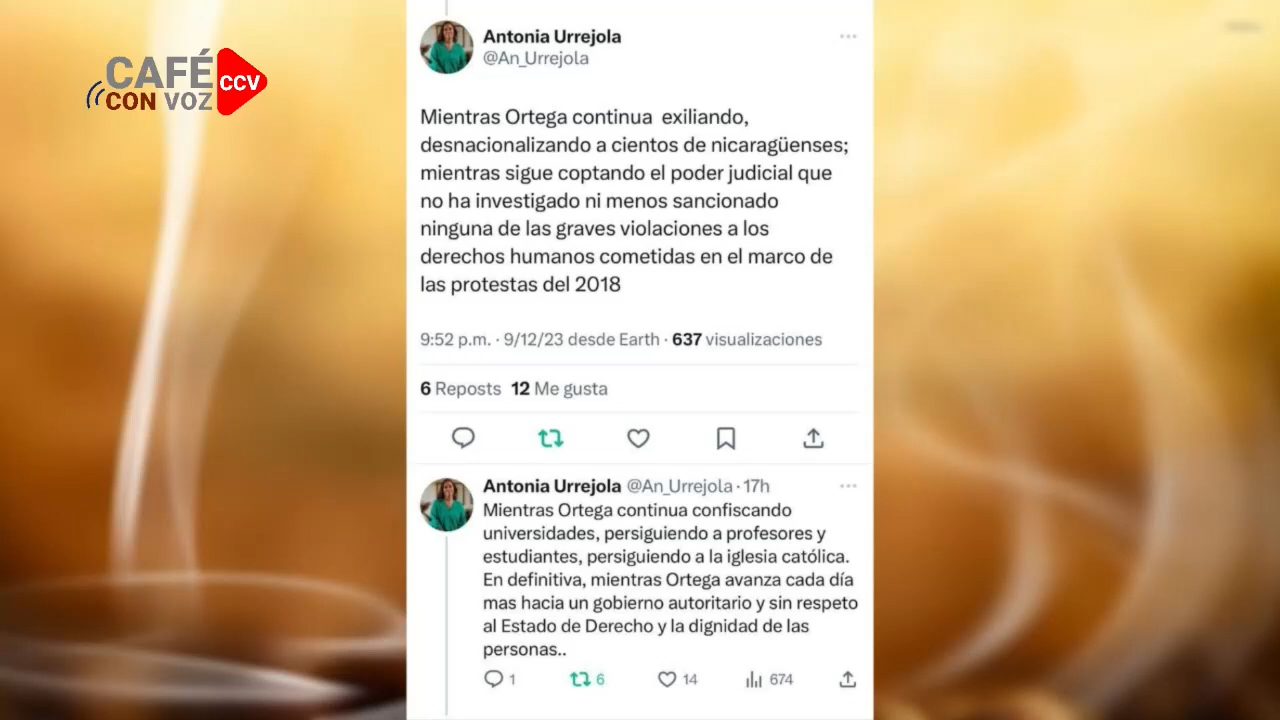 CAFÉ
CON VOZ
CCV
Antonia Urrejola
@An_Urrejola
Mientras Ortega continua  exiliando,
desnacionalizando a cientos de nicaragüenses;
mientras sigue coptando el poder judicial que
no ha investigado ni menos sancionado
ninguna de las graves violaciones a los
derechos humanos cometidas en el marco de
las protestas del 2018
9:52 p.m. · 9/12/23 desde Earth · 637 visualizaciones
6 Reposts 12 Me gusta
Antonia Urrejola @An_Urrejola · 17h
Mientras Ortega continua confiscando
universidades, persiguiendo a profesores y
estudiantes, persiguiendo a la iglesia católica.
En definitiva, mientras Ortega avanza cada día
mas hacia un gobierno autoritario y sin respeto
al Estado de Derecho y la dignidad de las
personas..
1 6 14 674